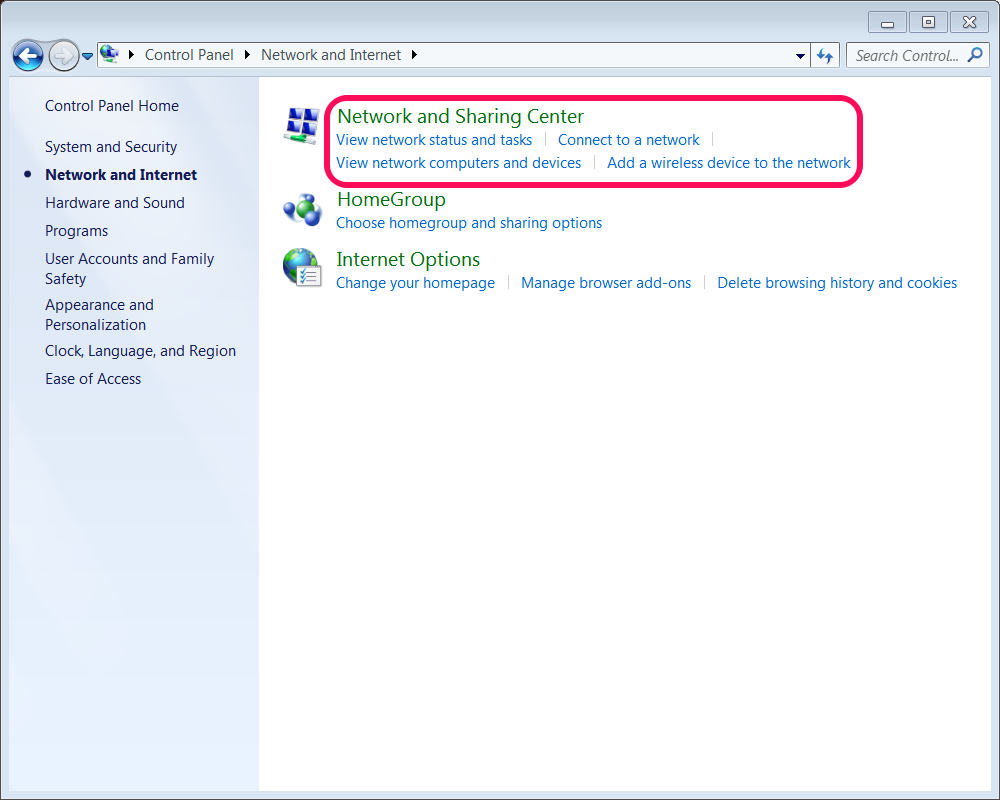 Control Panel Network and Internet Search Control...
Control Panel Home
System and Security
Network and Internet
Hardware and Sound
Programs
User Accounts and Family
Safety
Appearance and
Personalization
Clock, Language, and Region
Ease of Access
Network and Sharing Center
View network status and tasks Connect to a network
View network computers and devices Add a wireless device to the network
HomeGroup
Choose homegroup and sharing options
Internet Options
Change your homepage Manage browser add-ons Delete browsing history and cookies